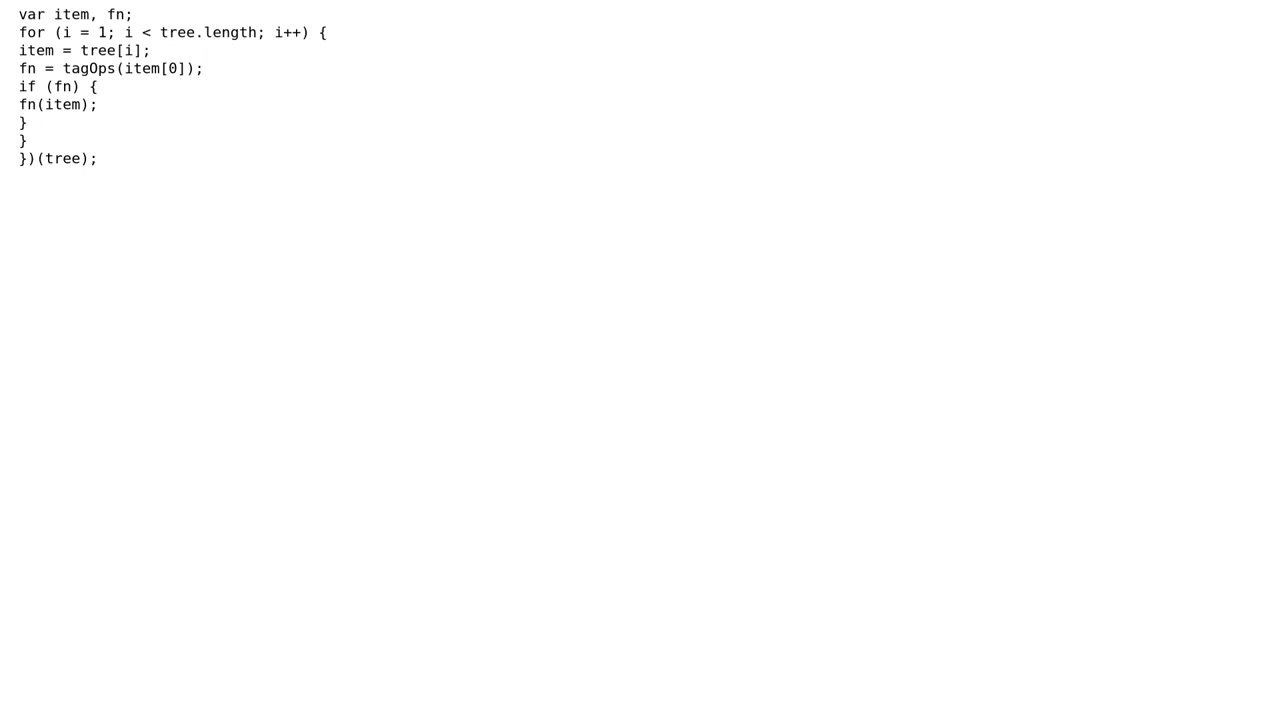 var item, fn;
for (i = 1; i < tree.length; i++) {
item = tree[i];
fn = tagOps(item[0]);
if (fn) {
fn(item);
}
}
})(tree);